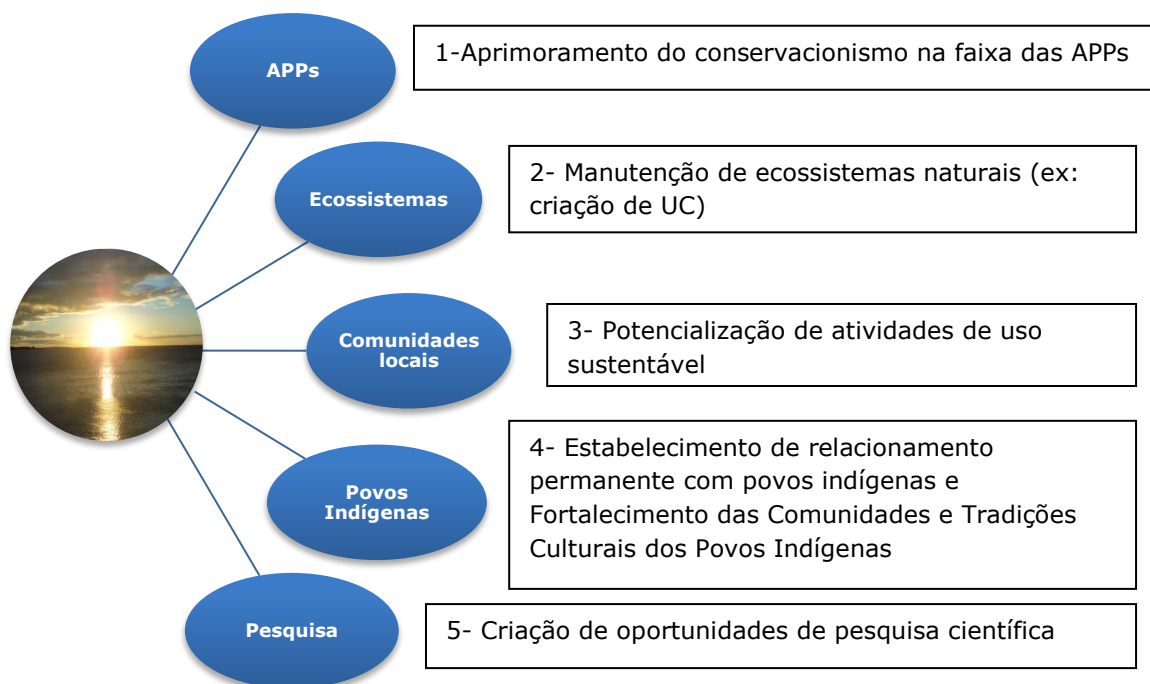 APPs
1-Aprimoramento do conservacionismo na faixa das APPs
Ecossistemas
2- Manutenção de ecossistemas naturais (ex:
criação de UC)
Comunidades
locais
3- Potencialização de atividades de uso
sustentável
Povos
Indígenas
4- Estabelecimento de relacionamento
permanente com povos indígenas e
Fortalecimento das Comunidades e Tradições
Culturais dos Povos Indígenas
Pesquisa
5- Criação de oportunidades de pesquisa científica